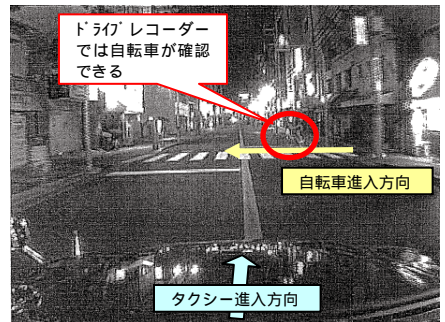 ドライブレコーダー
では自転車が確認
できる
自転車進入方向
タクシー進入方向